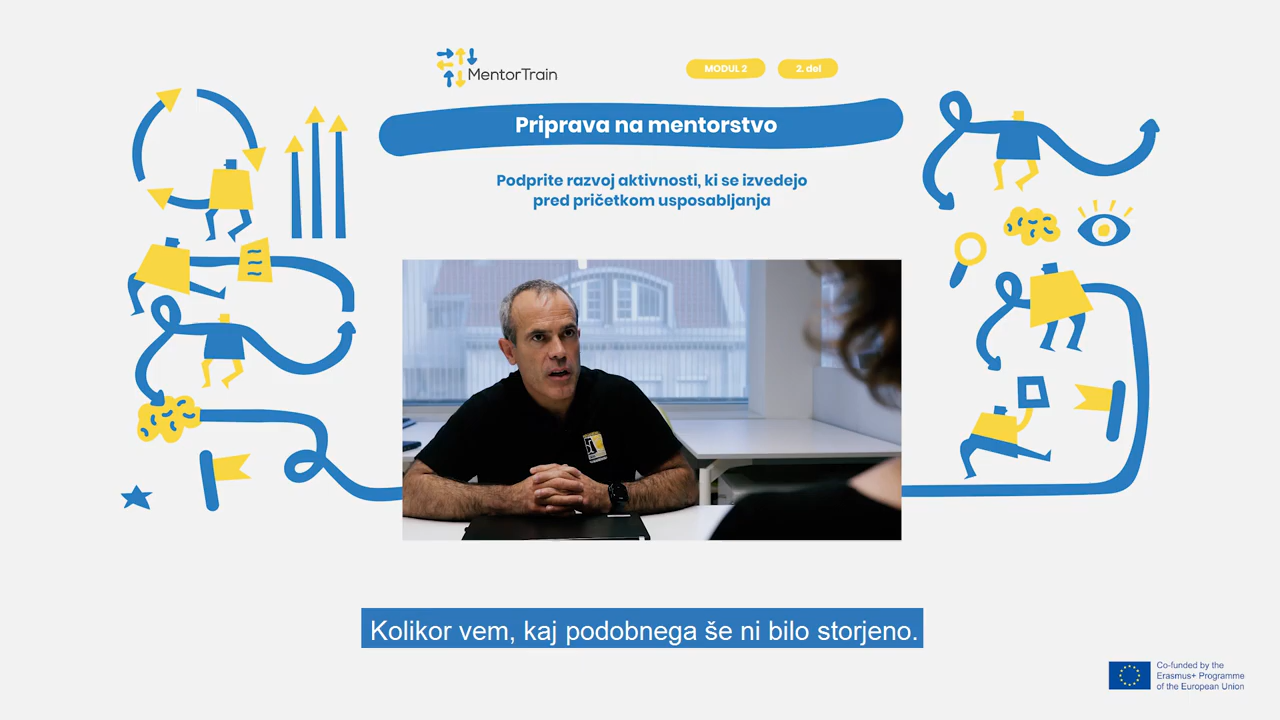 MentorTrain
MODUL 2
2. del
Priprava na mentorstvo
Podprite razvoj aktivnosti, ki se izvedejo
pred pričetkom usposabljanja
Kolikor vem, kaj podobnega še ni bilo storjeno.
Co-funded by the
Erasmus+ Programme
of the European Union